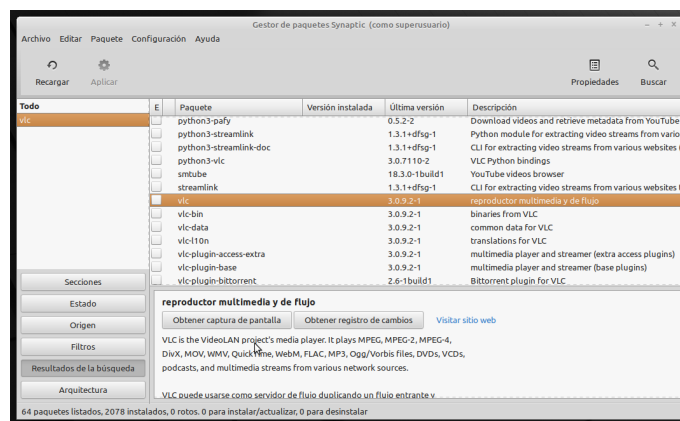 Gestor de paquetes Synaptic (como superusuario)
Archivo Editar Paquete Configuración Ayuda
Recargar Aplicar Propiedades Buscar
Todo
vlc
E Paquete Versión instalada Última versión Descripción
python3-pafy 0.5.2-2 Download videos and retrieve metadata from YouTube
python3-streamlink 1.3.1+dfsg-1 Python module for extracting video streams from vario
python3-streamlink-doc 1.3.1+dfsg-1 CLI for extracting video streams from various websites
python3-vlc 3.0.7110-2 VLC Python bindings
smtube 18.3.0-1build1 YouTube videos browser
streamlink 1.3.1+dfsg-1 CLI for extracting video streams from various websites
vlc 3.0.9.2-1 reproductor multimedia y de flujo
vlc-bin 3.0.9.2-1 binaries from VLC
vlc-data 3.0.9.2-1 common data for VLC
vlc-l10n 3.0.9.2-1 translations for VLC
vlc-plugin-access-extra 3.0.9.2-1 multimedia player and streamer (extra access plugins)
vlc-plugin-base 3.0.9.2-1 multimedia player and streamer (base plugins)
vlc-plugin-bittorrent 2.6-1build1 Bittorrent plugin for VLC
Secciones
Estado
Origen
Filtros
Resultados de la búsqueda
Arquitectura
reproductor multimedia y de flujo
Obtener captura de pantalla Obtener registro de cambios Visitar sitio web
VLC is the VideoLAN project's media player. It plays MPEG, MPEG-2, MPEG-4,
DivX, MOV, WMV, QuickTime, WebM, FLAC, MP3, Ogg/Vorbis files, DVDs, VCDs,
podcasts, and multimedia streams from various network sources.
VLC puede usarse como servidor de flujo duplicando un flujo entrante y
64 paquetes listados, 2078 instalados, 0 rotos. 0 para instalar/actualizar, 0 para desinstalar